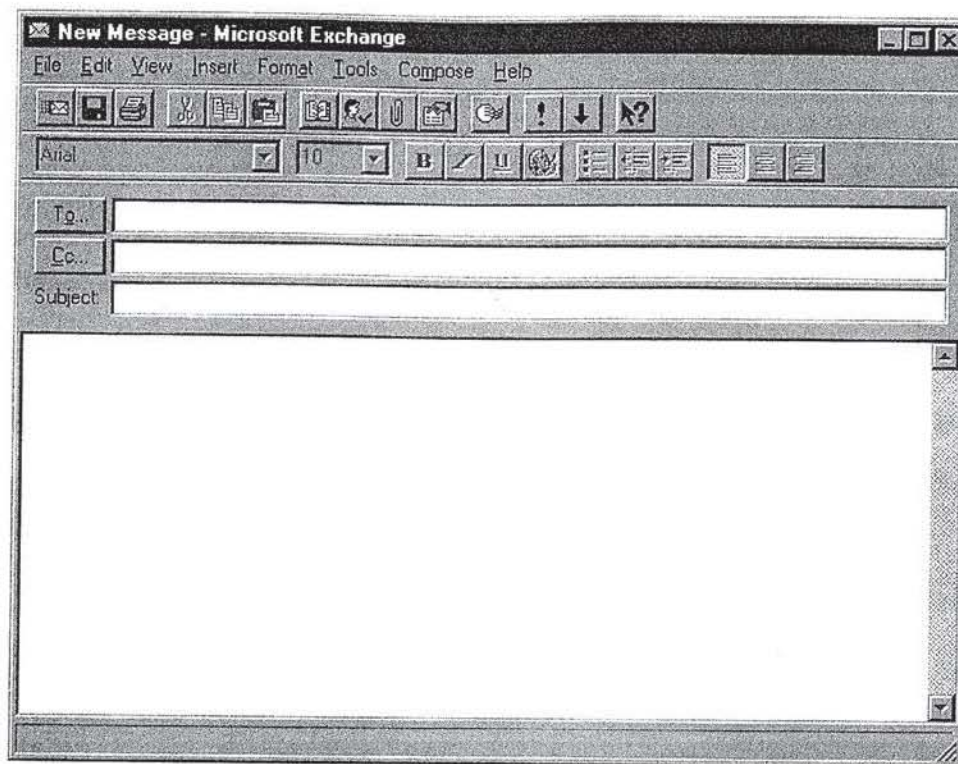 New Message - Microsoft Exchange
File Edit View Insert Format Tools Compose Help
Arial 10 B I U
To...
Cc...
Subject: